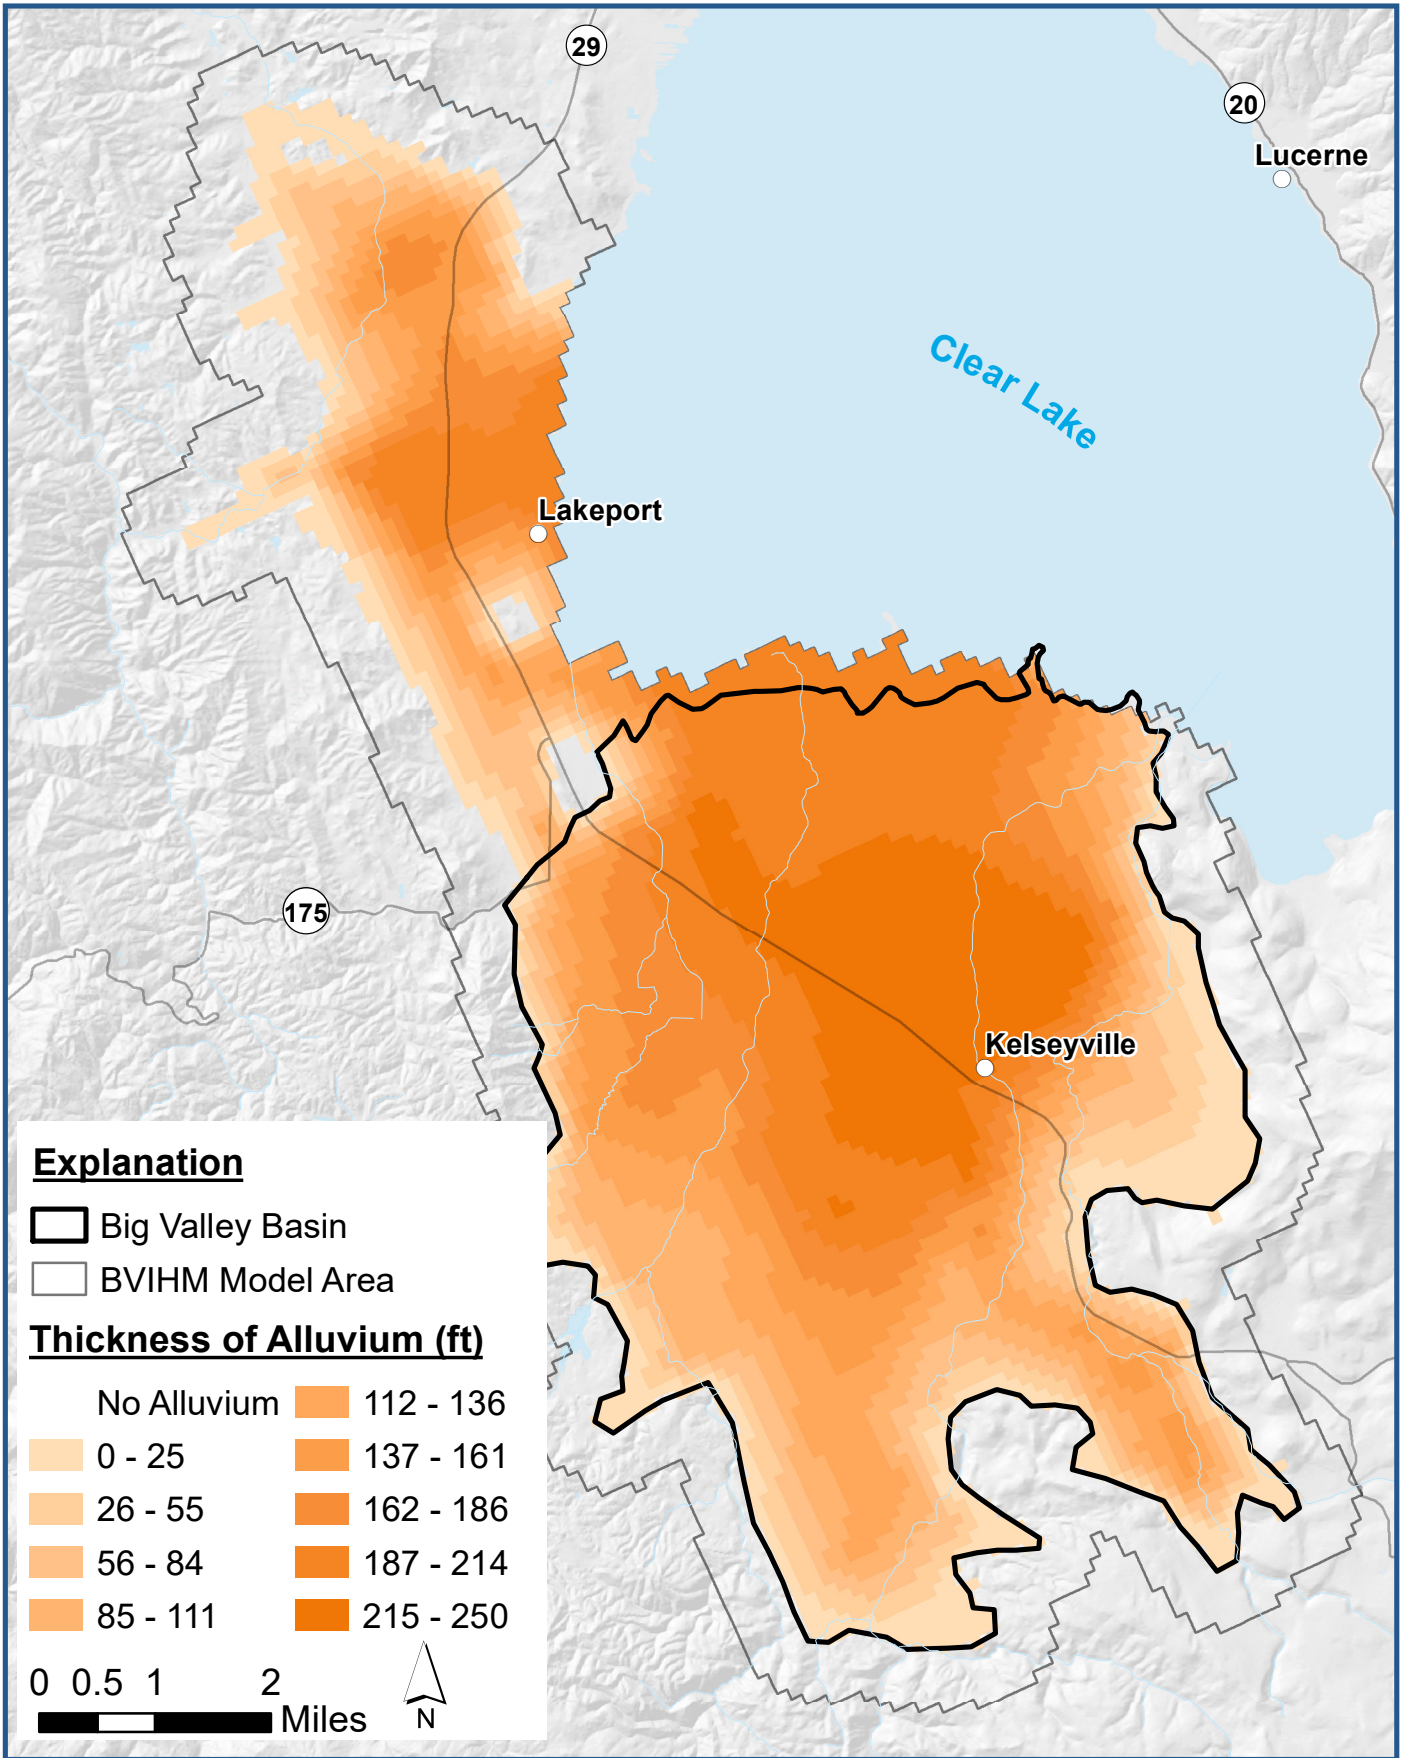 29
20
Lucerne
Clear Lake
Lakeport
175
Kelseyville
Explanation
Big Valley Basin
BVIHM Model Area
Thickness of Alluvium (ft)
No Alluvium
112 - 136
0 - 25
137 - 161
26 - 55
162 - 186
56 - 84
187 - 214
85 - 111
215 - 250
0 0.5 1 2
Miles
N